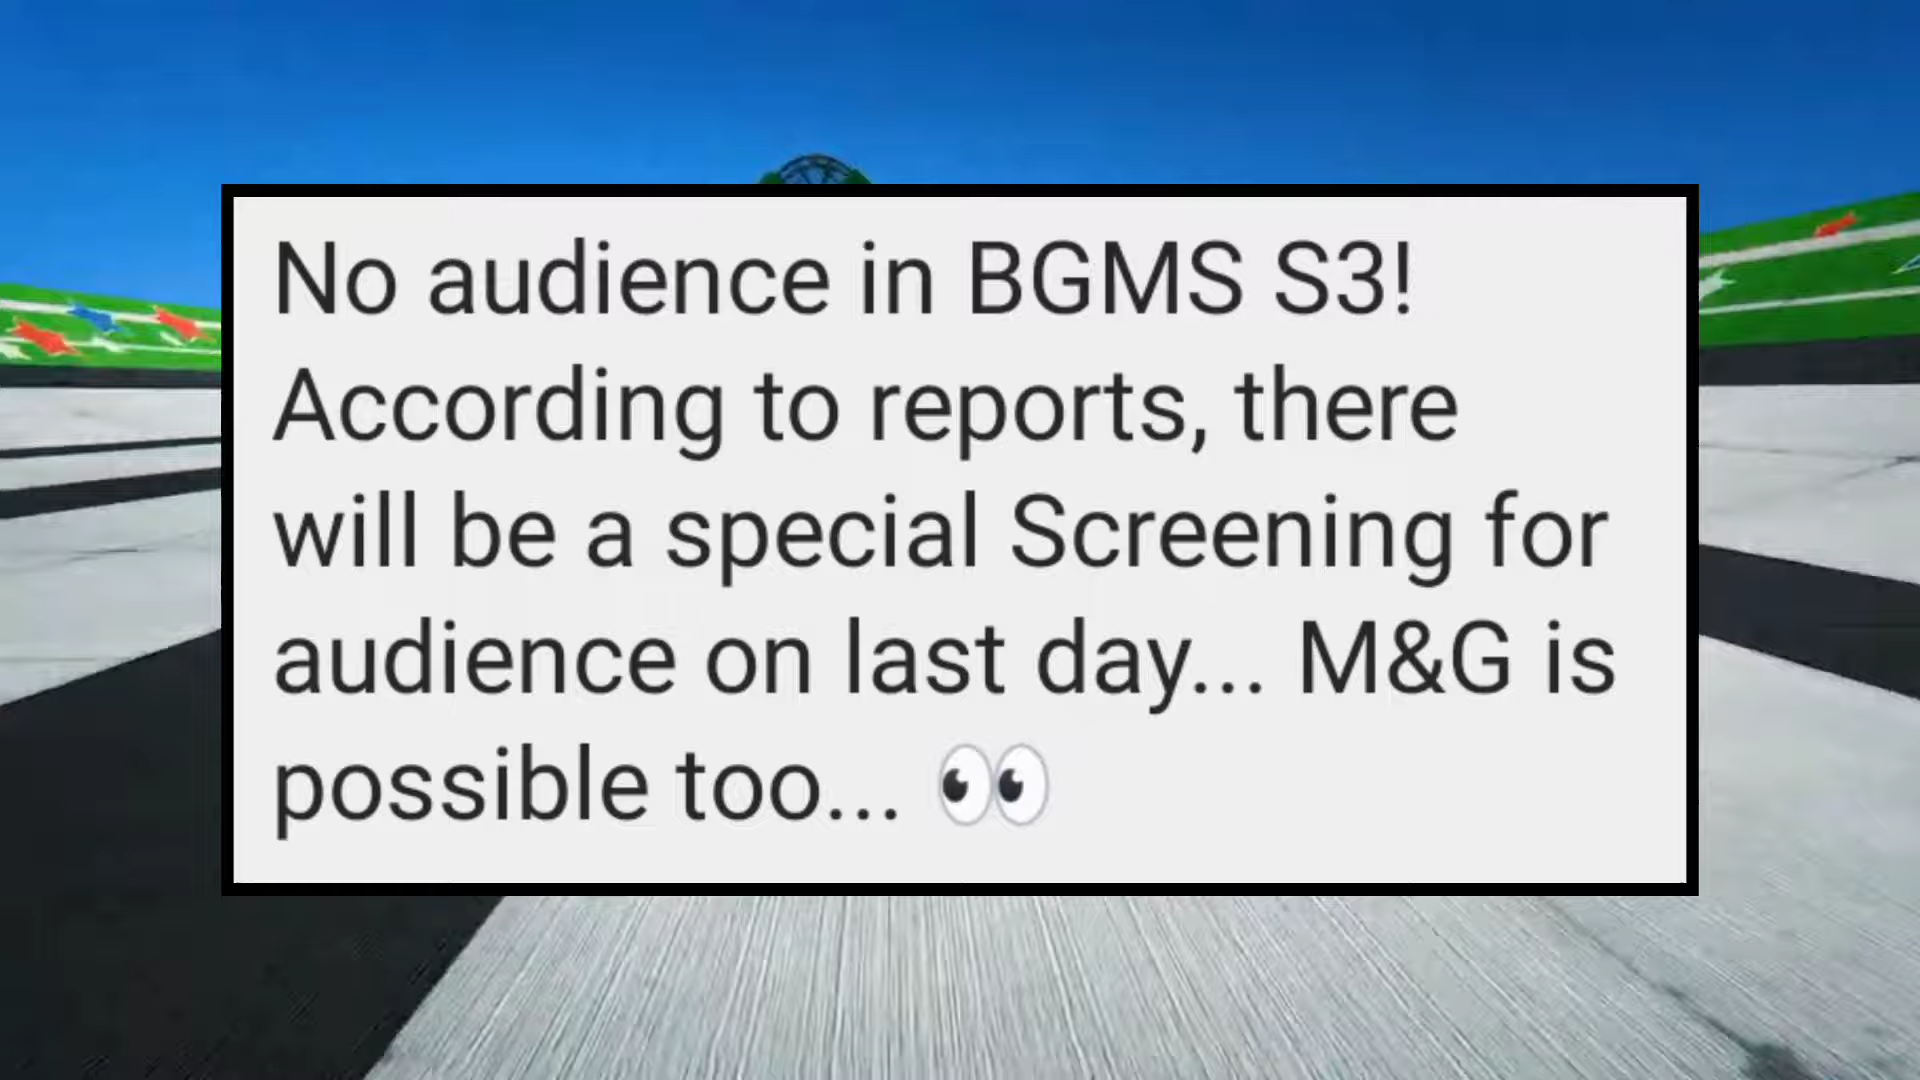 No audience in BGMS S3!
According to reports, there
will be a special Screening for
audience on last day... M&G is
possible too... 👀